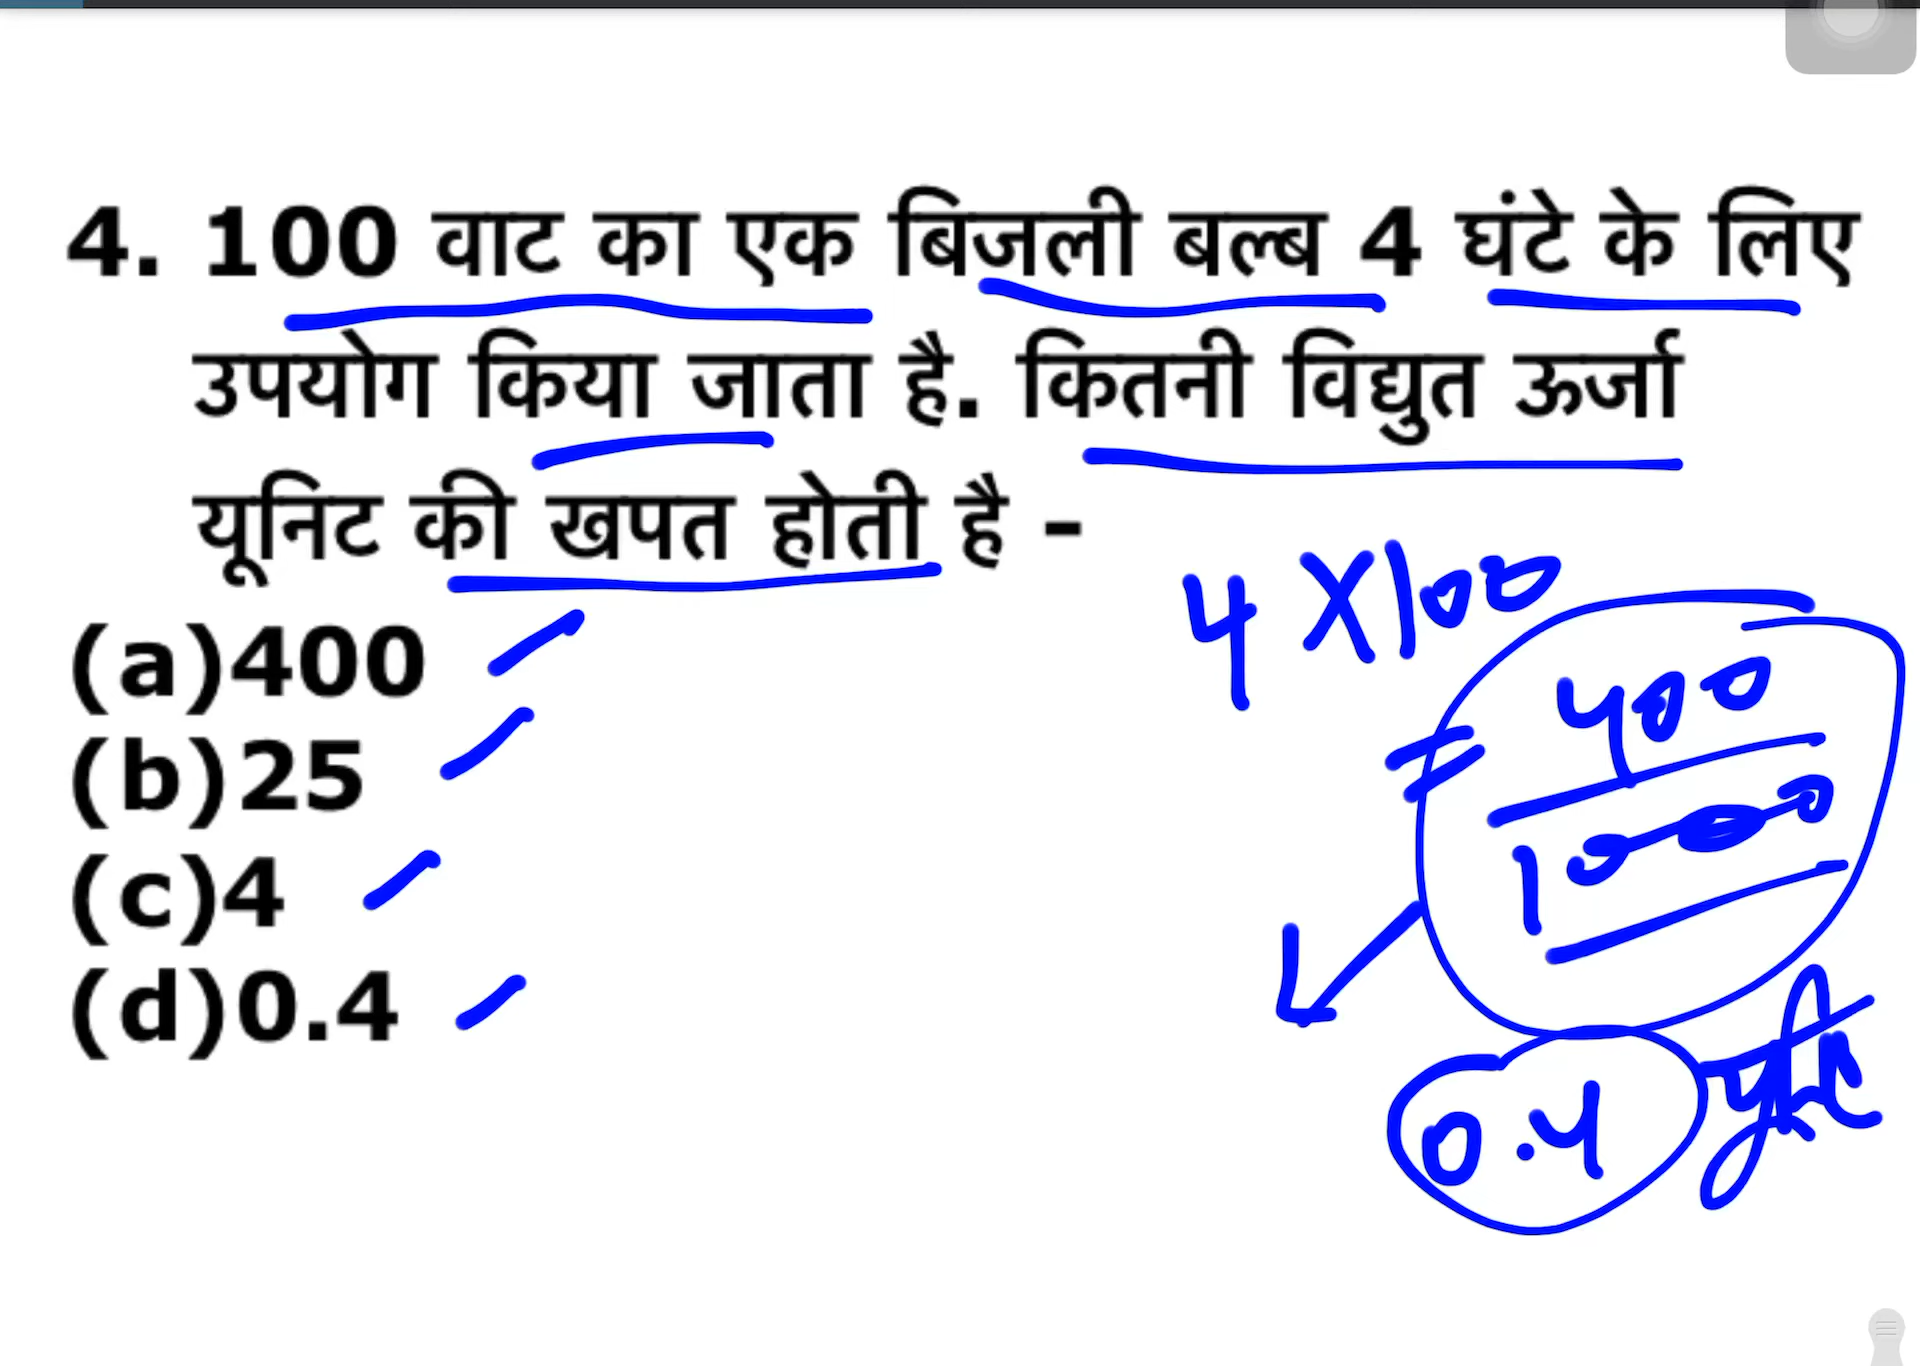 4. 100 वाट का एक बिजली बल्ब 4 घंटे के लिए
उपयोग किया जाता है. कितनी विद्युत ऊर्जा
यूनिट की खपत होती है -
(a)400
(b)25
(c)4
(d)0.4
4 X 100
= 400
1000
0.4